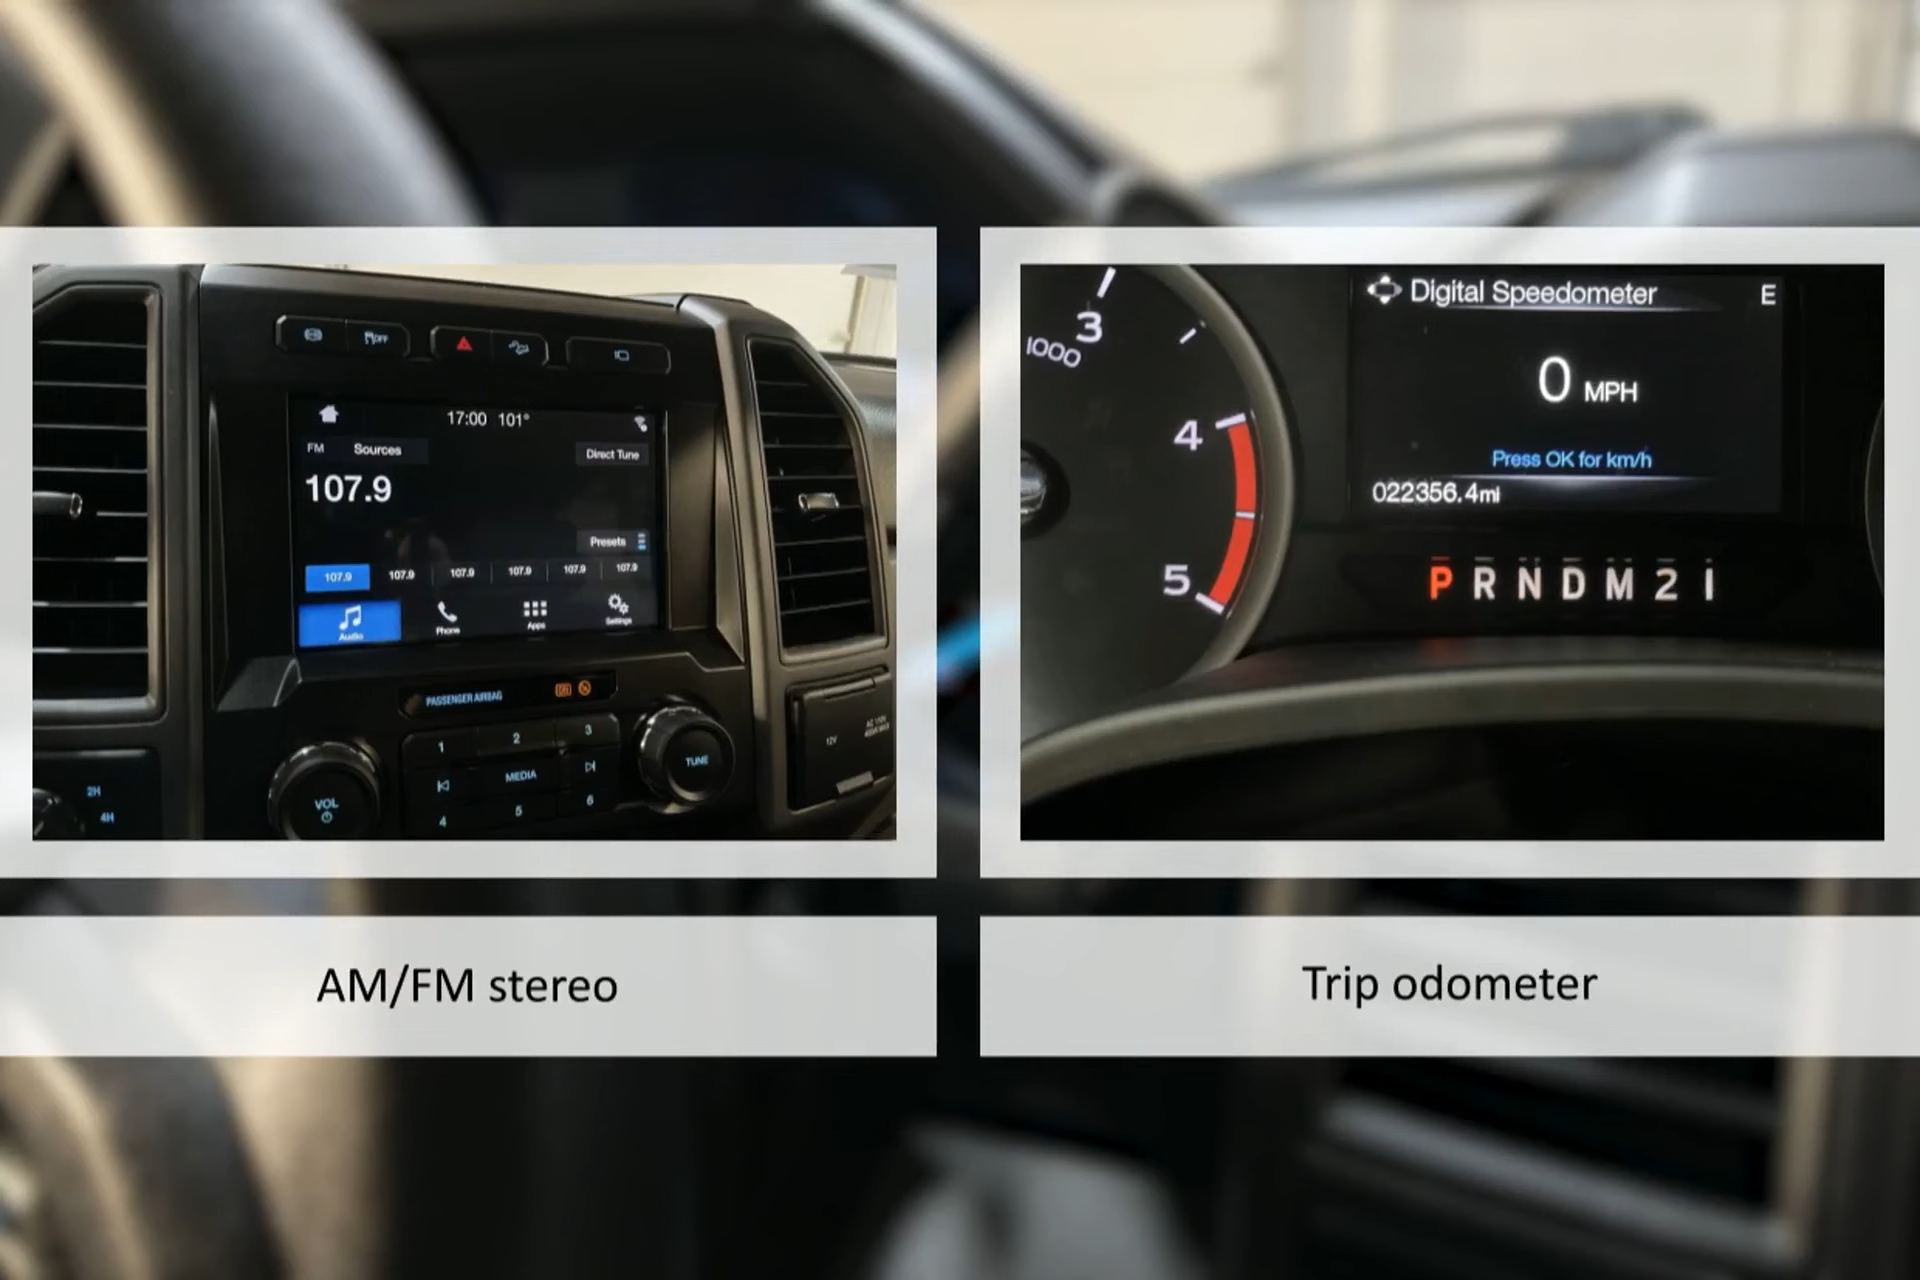 OFF
17:00 101°
FM Sources Direct Tune
107.9
Presets
107.9 107.9 107.9 107.9 107.9 107.9
Audio Phone Apps Settings
PASSENGER AIRBAG
1 2 3
MEDIA
4 5 6
VOL
TUNE
2H
4H
12V
AC 110V
3
1000
4
5
Digital Speedometer E
0 MPH
Press OK for km/h
022356.4mi
P R N D M 2 1
AM/FM stereo
Trip odometer